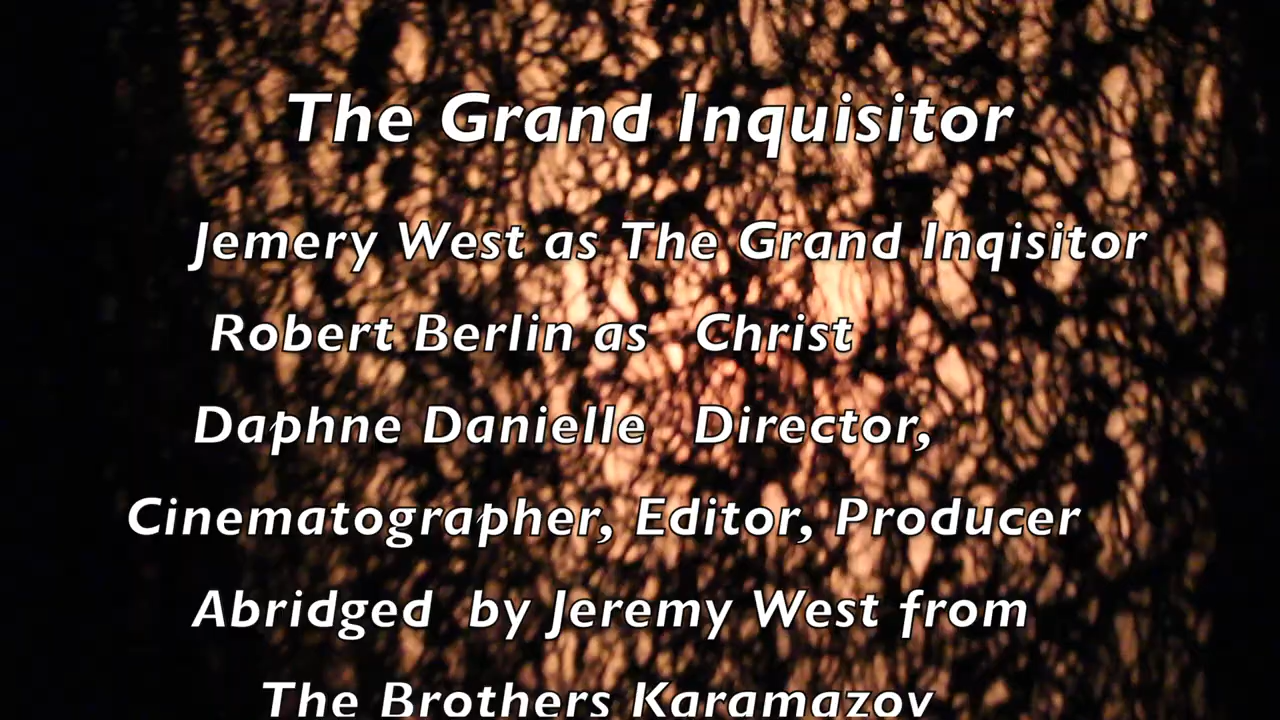 The Grand Inquisitor
Jemery West as The Grand Inqisitor
Robert Berlin as Christ
Daphne Danielle Director,
Cinematographer, Editor, Producer
Abridged by Jeremy West from
The Brothers Karamazov